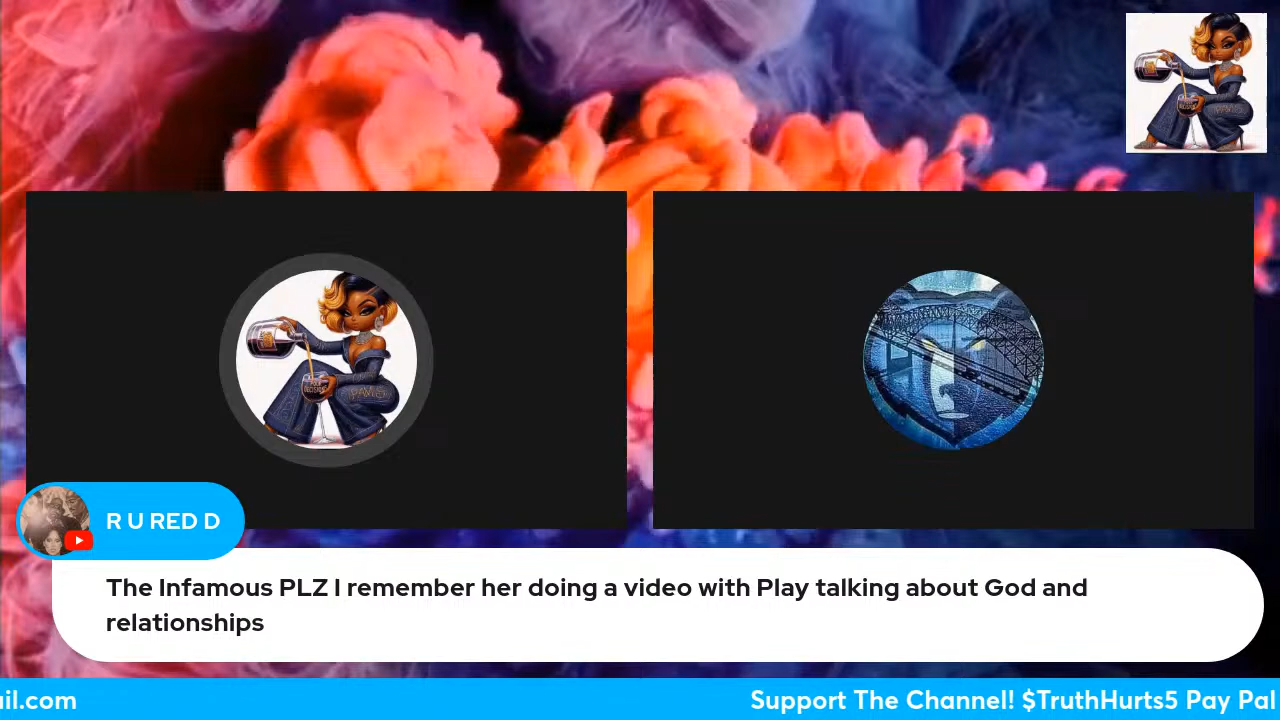 R U RED D
The Infamous PLZ I remember her doing a video with Play talking about God and
relationships
ail.com
Support The Channel! $TruthHurts5 Pay Pal